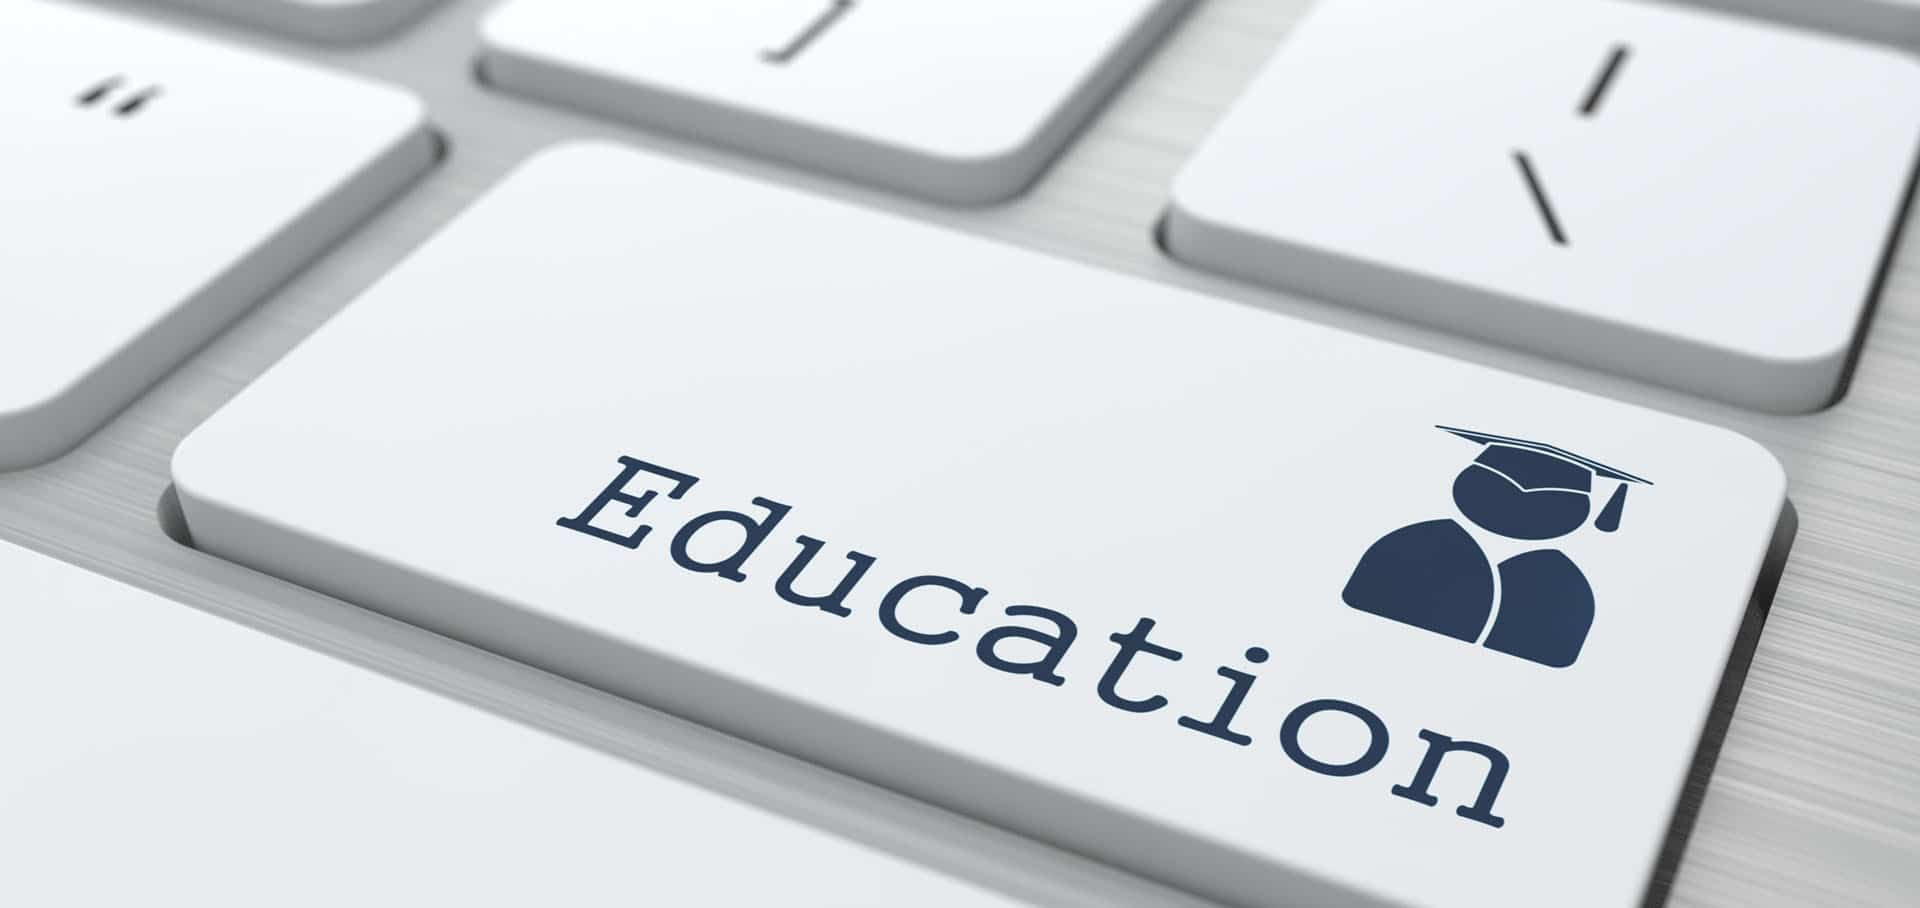 “
]
|
\
Education